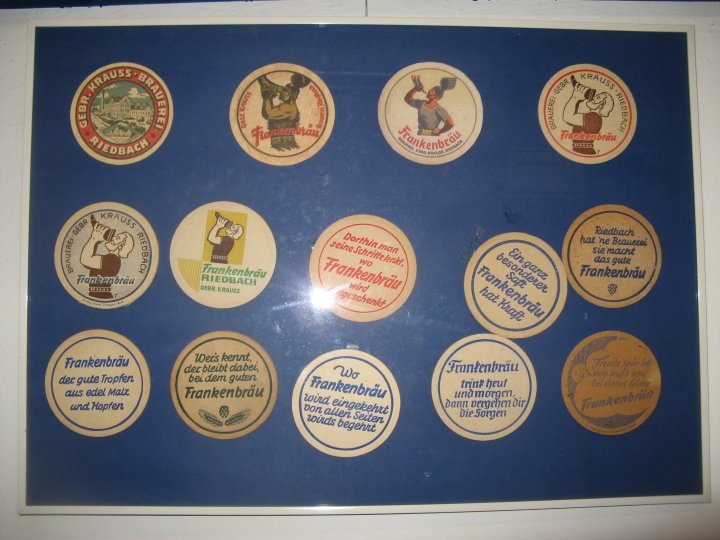 GEBR. KRAUSS · BRAUEREI
RIEDBACH
Frankenbräu
Frankenbräu
BRAUEREI GEBR. KRAUSS, RIEDBACH
BRAUEREI · GEBR. KRAUSS · RIEDBACH
Frankenbräu
BRAUEREI · GEBR. KRAUSS RIEDBACH
Frankenbräu
Frankenbräu
RIEDBACH
GEBR. KRAUSS
Dorthin man
seine Schritte lenkt,
wo
Frankenbräu
wird
ausgeschenkt
Ein ganz
besonderer
Saft
Frankenbräu
hat Kraft
Riedbach
hat 'ne Brauerei
sie macht
das gute
Frankenbräu
Frankenbräu
der gute Tropfen
aus edel Malz
und Hopfen
Wer's kennt,
der bleibt dabei,
bei dem guten
Frankenbräu
Wo
Frankenbräu
wird eingekehrt
von allen Seiten
wirds begehrt
Frankenbräu
trink heut
und morgen,
dann vergehen dir
die Sorgen
Frankenbräu